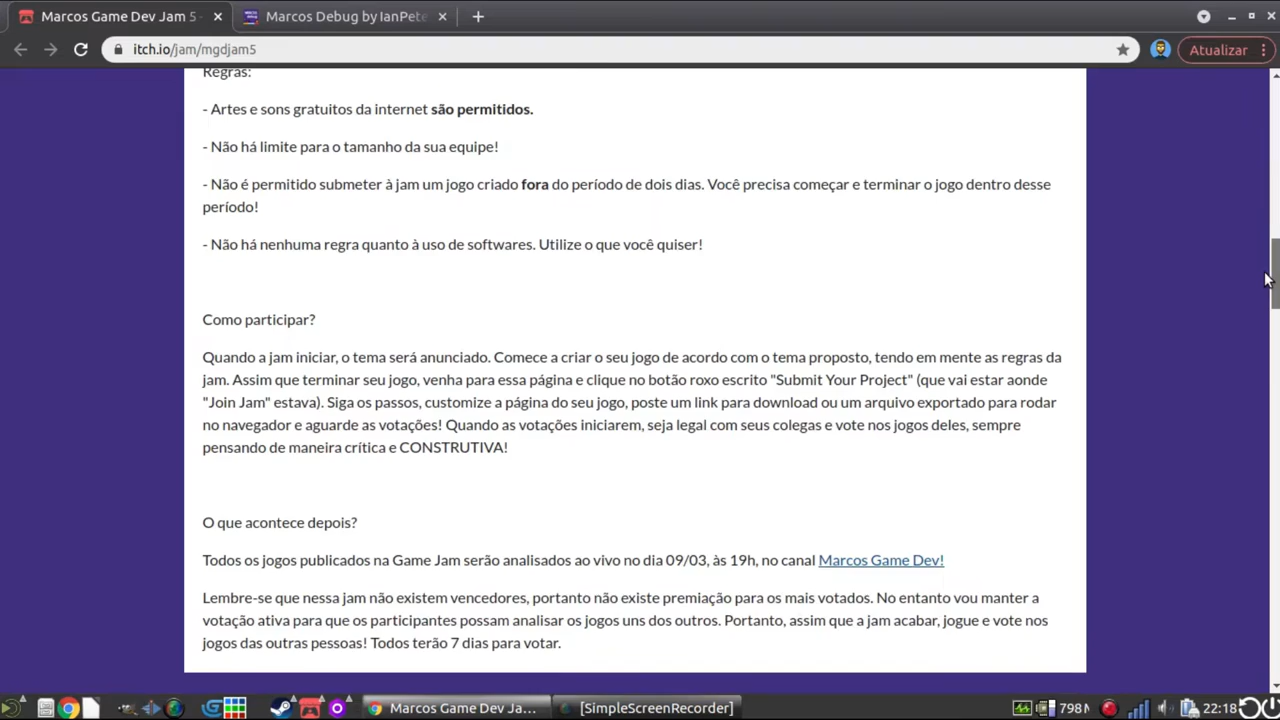 Marcos Game Dev Jam 5 -
Marcos Debug by IanPete
itch.io/jam/mgdjam5
Atualizar
Regras:
- Artes e sons gratuitos da internet são permitidos.
- Não há limite para o tamanho da sua equipe!
- Não é permitido submeter à jam um jogo criado fora do período de dois dias. Você precisa começar e terminar o jogo dentro desse
período!
- Não há nenhuma regra quanto à uso de softwares. Utilize o que você quiser!
Como participar?
Quando a jam iniciar, o tema será anunciado. Comece a criar o seu jogo de acordo com o tema proposto, tendo em mente as regras da
jam. Assim que terminar seu jogo, venha para essa página e clique no botão roxo escrito "Submit Your Project" (que vai estar aonde
"Join Jam" estava). Siga os passos, customize a página do seu jogo, poste um link para download ou um arquivo exportado para rodar
no navegador e aguarde as votações! Quando as votações iniciarem, seja legal com seus colegas e vote nos jogos deles, sempre
pensando de maneira crítica e CONSTRUTIVA!
O que acontece depois?
Todos os jogos publicados na Game Jam serão analisados ao vivo no dia 09/03, às 19h, no canal Marcos Game Dev!
Lembre-se que nessa jam não existem vencedores, portanto não existe premiação para os mais votados. No entanto vou manter a
votação ativa para que os participantes possam analisar os jogos uns dos outros. Portanto, assim que a jam acabar, jogue e vote nos
jogos das outras pessoas! Todos terão 7 dias para votar.
Marcos Game Dev Ja...
[SimpleScreenRecorder]
798M
22:18